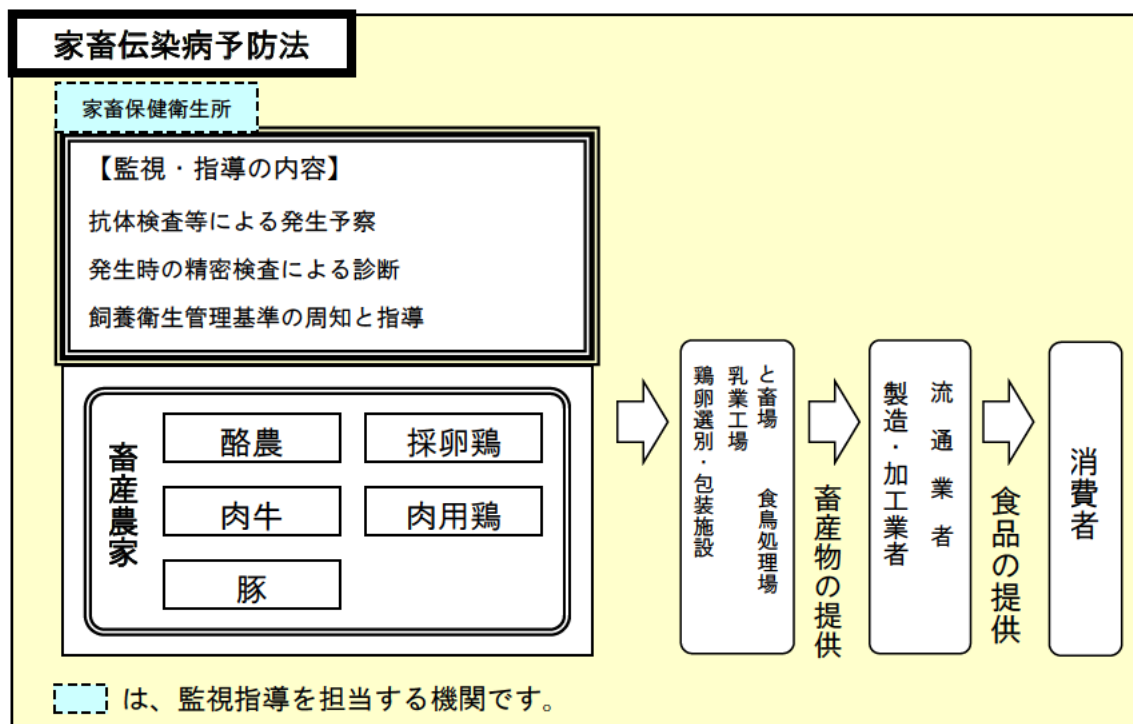 家畜伝染病予防法
家畜保健衛生所
【監視・指導の内容】
抗体検査等による発生予察
発生時の精密検査による診断
飼養衛生管理基準の周知と指導
畜産農家
酪農
採卵鶏
肉牛
肉用鶏
豚
と畜場　食鳥処理場
乳業工場
鶏卵選別・包装施設
畜産物の提供
流通業者
製造・加工業者
食品の提供
消費者
は、監視指導を担当する機関です。